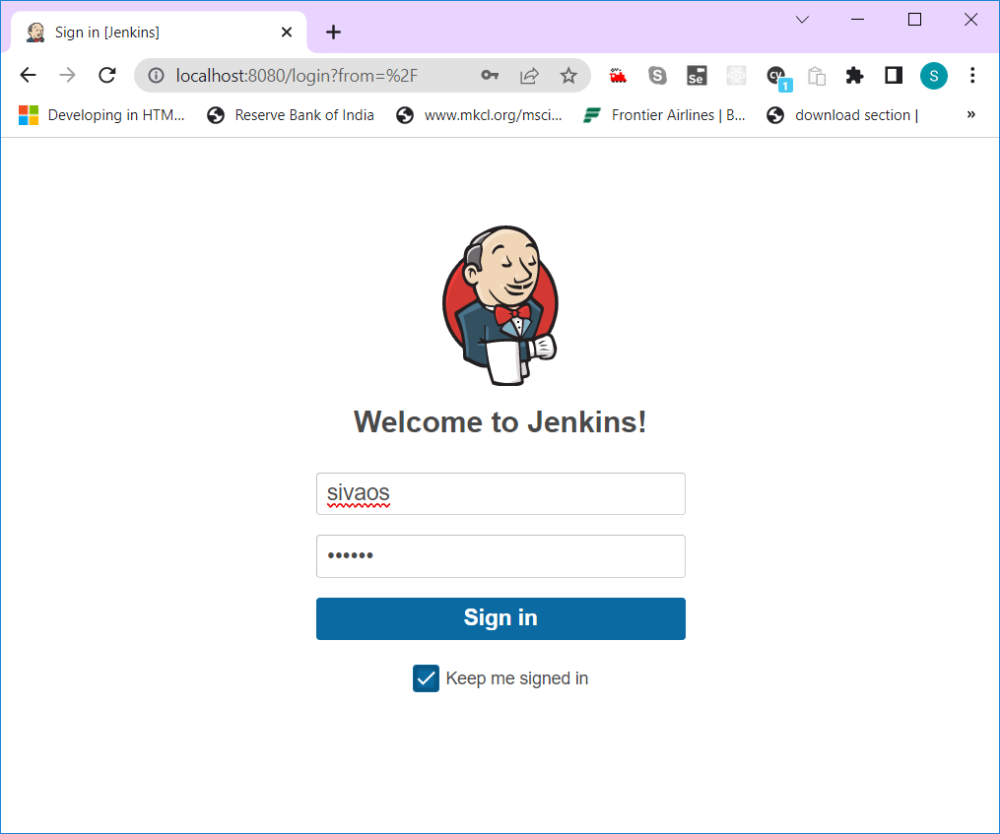 Sign in [Jenkins]
localhost:8080/login?from=%2F
Se
CY
1
S
Developing in HTM...
Reserve Bank of India
www.mkcl.org/msci...
Frontier Airlines | B...
download section |
»
Welcome to Jenkins!
sivaos
••••••
Sign in
Keep me signed in